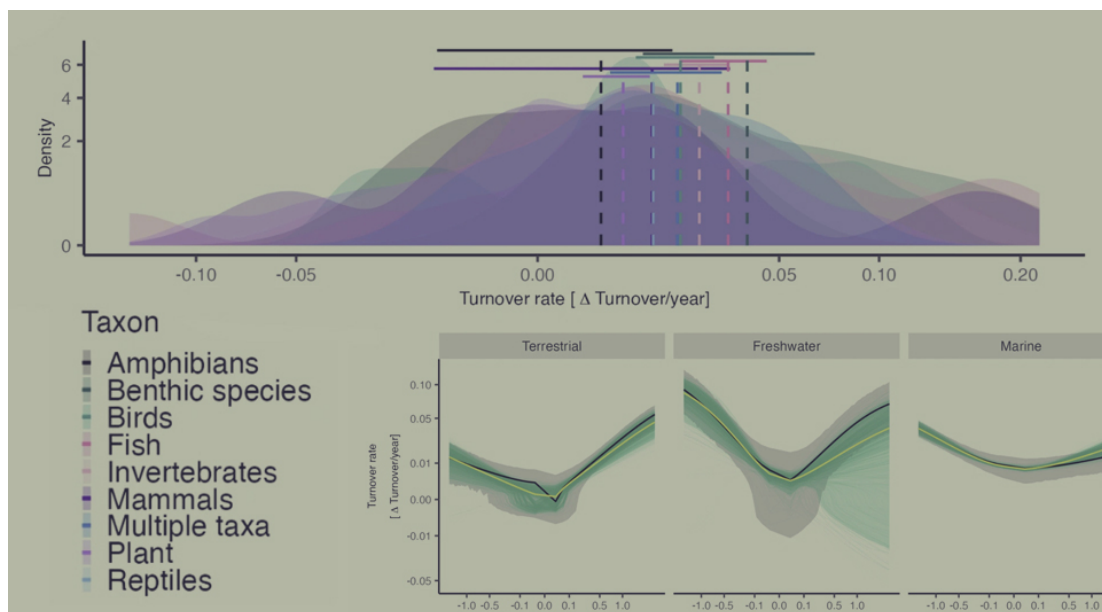 6
4
2
0
Density
-0.10 -0.05 0.00 0.05 0.10 0.20
Turnover rate [ Δ Turnover/year]
Taxon
Amphibians
Benthic species
Birds
Fish
Invertebrates
Mammals
Multiple taxa
Plant
Reptiles
Terrestrial Freshwater Marine
0.10
0.05
0.01
0.00
-0.01
-0.05
Turnover rate
[ Δ Turnover/year]
-1.0 -0.5 -0.1 0.0 0.1 0.5 1.0 -1.0 -0.5 -0.1 0.0 0.1 0.5 1.0 -1.0 -0.5 -0.1 0.0 0.1 0.5 1.0